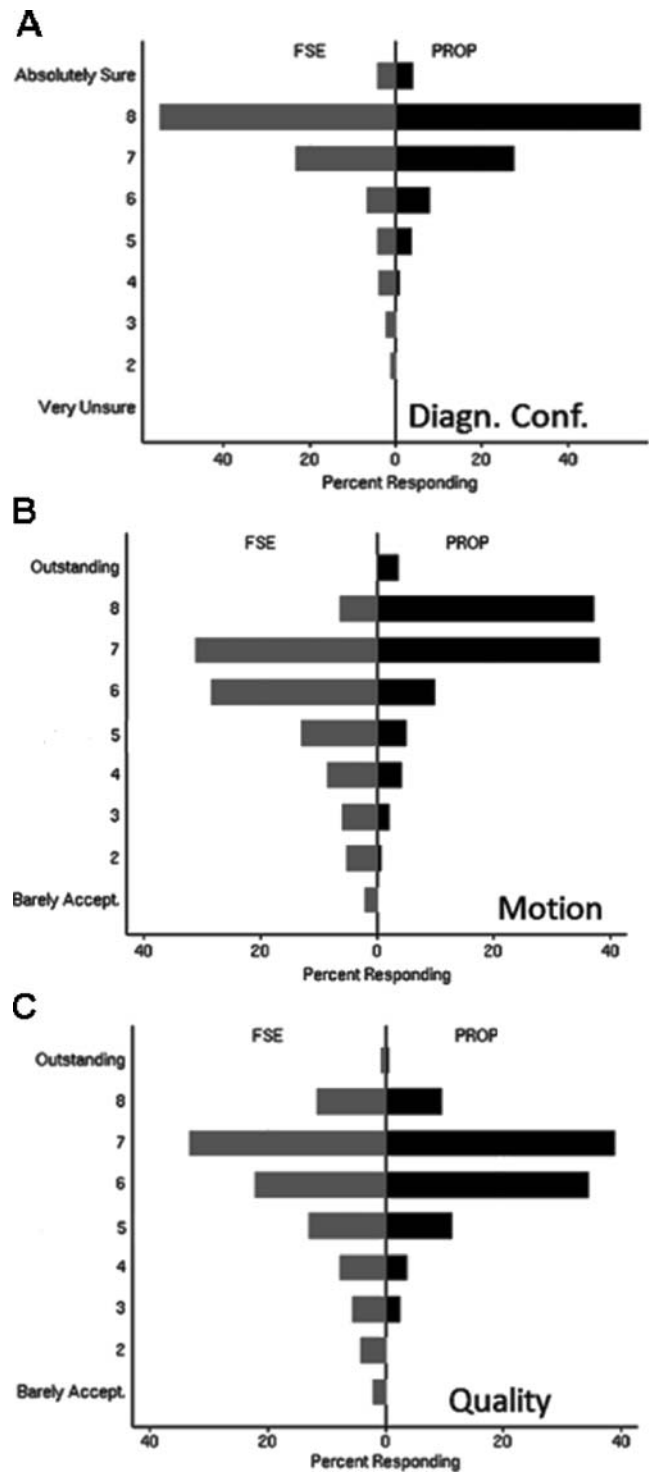 A
FSE PROP
Absolutely Sure
8
7
6
5
4
3
2
Very Unsure
Diagn. Conf.
40 20 0 20 40
Percent Responding
B
FSE PROP
Outstanding
8
7
6
5
4
3
2
Barely Accept.
Motion
40 20 0 20 40
Percent Responding
C
FSE PROP
Outstanding
8
7
6
5
4
3
2
Barely Accept.
Quality
40 20 0 20 40
Percent Responding